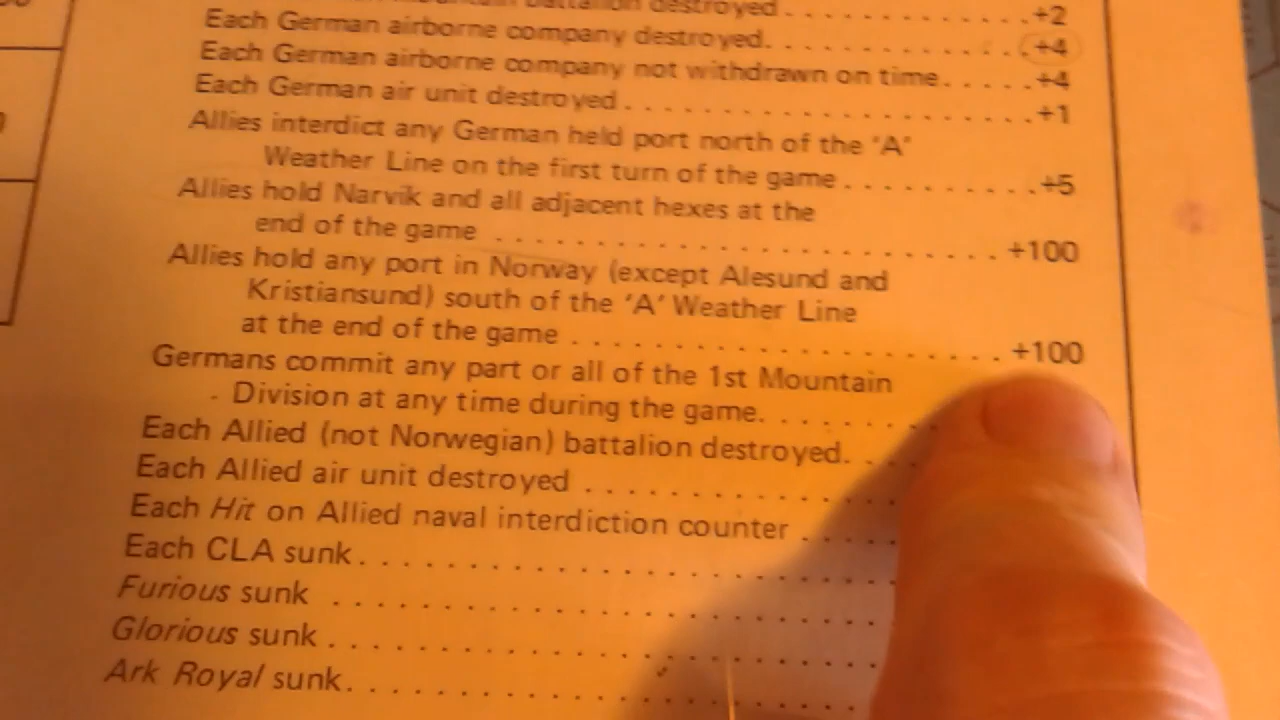 battalion destroyed. . . . . . . . . . . . .+2
Each German airborne company destroyed. . . . . . . . . . . . . .+4
Each German airborne company not withdrawn on time. . . . . .+4
Each German air unit destroyed . . . . . . . . . . . . . . . . . . . . .+1
Allies interdict any German held port north of the 'A'
Weather Line on the first turn of the game . . . . . . . . . .+5
Allies hold Narvik and all adjacent hexes at the
end of the game . . . . . . . . . . . . . . . . . . . . . . . . +100
Allies hold any port in Norway (except Alesund and
Kristiansund) south of the 'A' Weather Line
at the end of the game . . . . . . . . . . . . . . . . . . . . +100
Germans commit any part or all of the 1st Mountain
Division at any time during the game. . . . . . . .
Each Allied (not Norwegian) battalion destroyed. . . .
Each Allied air unit destroyed . . . . . . . . . . . . .
Each Hit on Allied naval interdiction counter . . . . .
Each CLA sunk. . . . . . . . . . . . . . . . . . . . . .
Furious sunk . . . . . . . . . . . . . . . . . . . . . .
Glorious sunk . . . . . . . . . . . . . . . . . . . . . .
Ark Royal sunk. . . . . . . . . . . . . . . . . . . . .